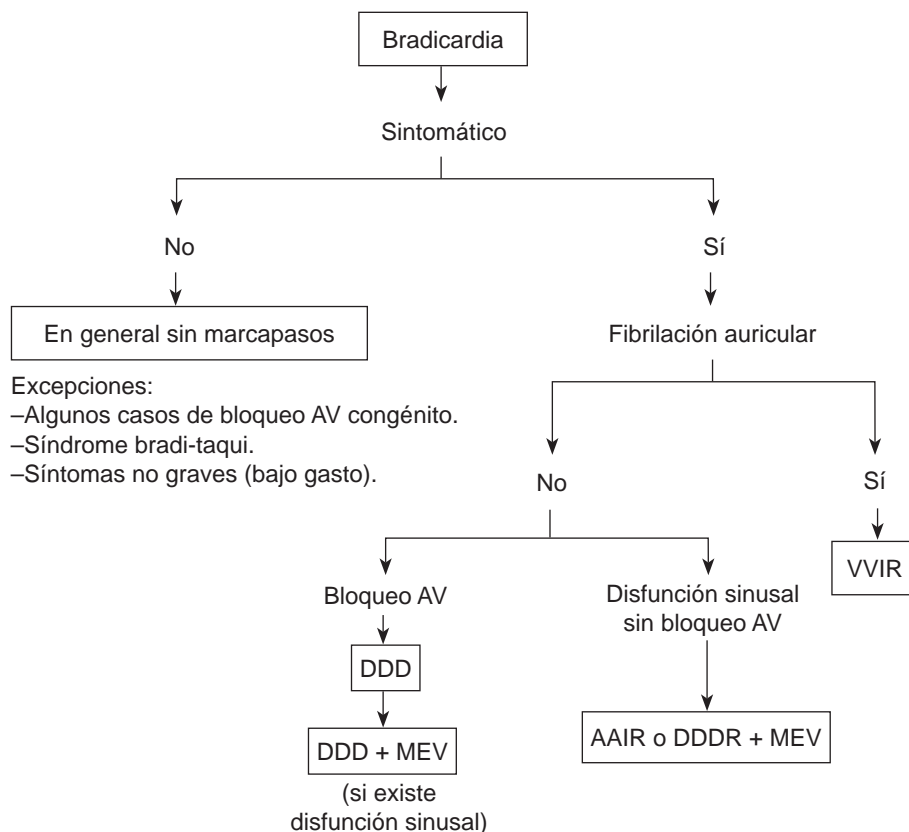 Bradicardia
Sintomático
No
Sí
En general sin marcapasos
Fibrilación auricular
Excepciones:
–Algunos casos de bloqueo AV congénito.
–Síndrome bradi-taqui.
–Síntomas no graves (bajo gasto).
No
Sí
VVIR
Bloqueo AV
Disfunción sinusal
sin bloqueo AV
DDD
DDD + MEV
(si existe
disfunción sinusal)
AAIR o DDDR + MEV